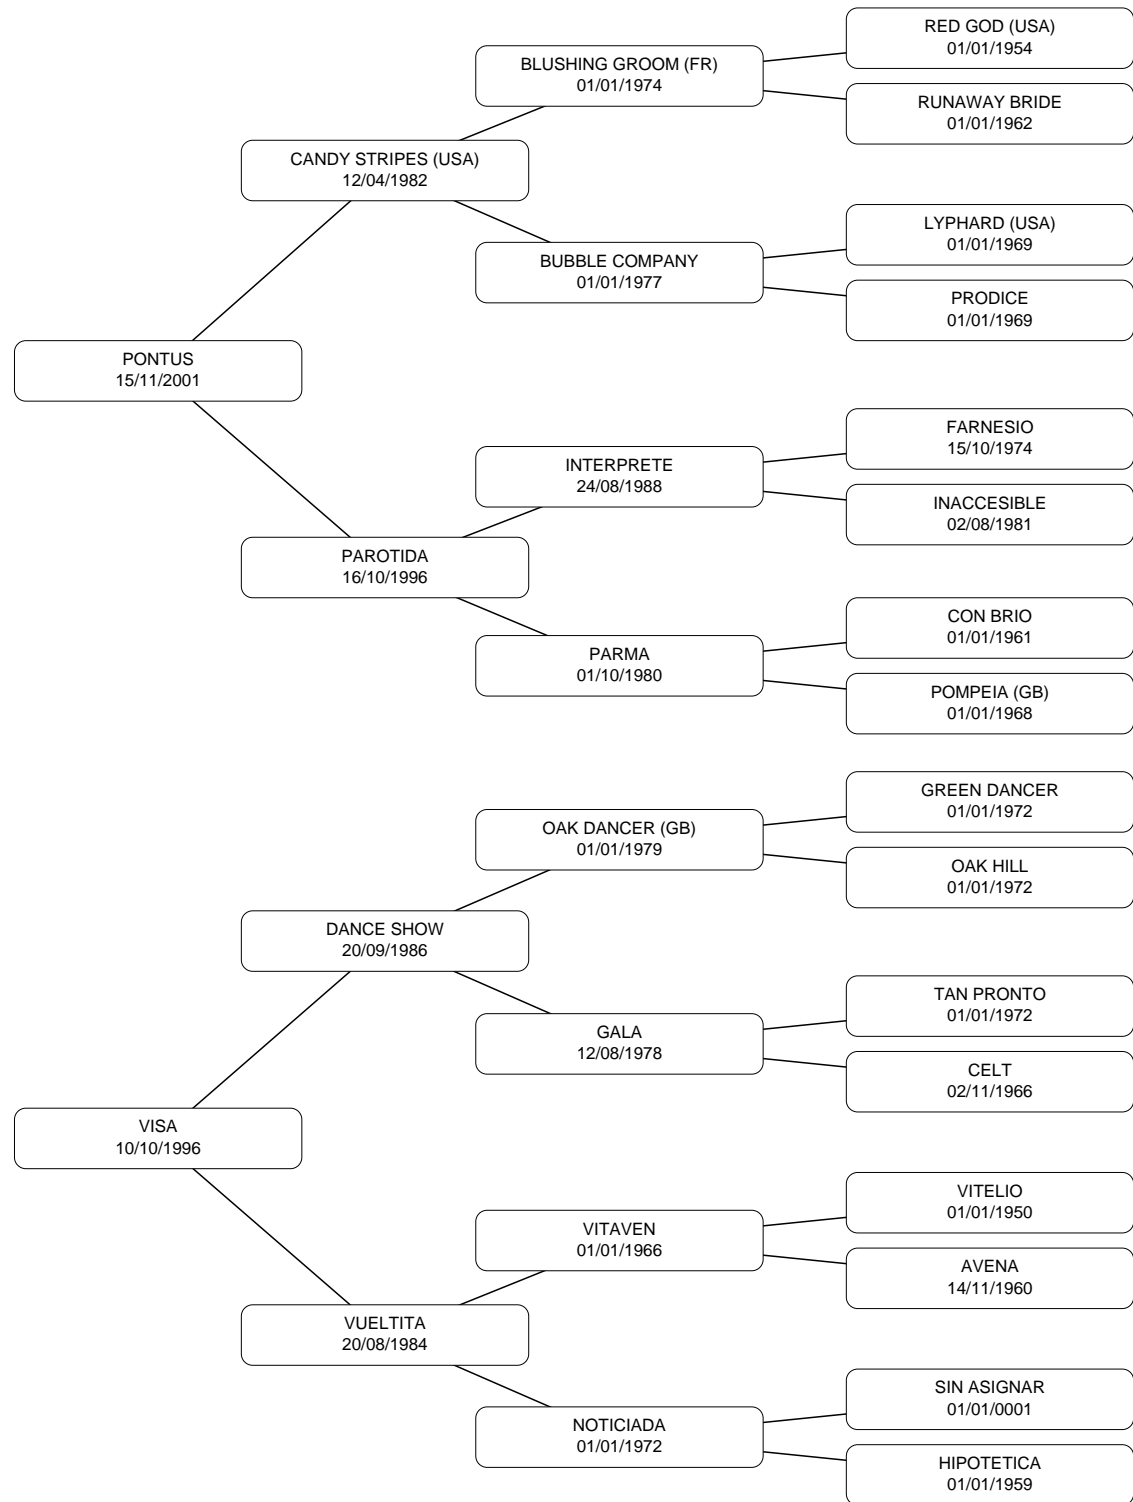 RED GOD (USA)
01/01/1954
BLUSHING GROOM (FR)
01/01/1974
RUNAWAY BRIDE
01/01/1962
CANDY STRIPES (USA)
12/04/1982
LYPHARD (USA)
01/01/1969
BUBBLE COMPANY
01/01/1977
PRODICE
01/01/1969
PONTUS
15/11/2001
FARNESIO
15/10/1974
INTERPRETE
24/08/1988
INACCESIBLE
02/08/1981
PAROTIDA
16/10/1996
CON BRIO
01/01/1961
PARMA
01/10/1980
POMPEIA (GB)
01/01/1968
GREEN DANCER
01/01/1972
OAK DANCER (GB)
01/01/1979
OAK HILL
01/01/1972
DANCE SHOW
20/09/1986
TAN PRONTO
01/01/1972
GALA
12/08/1978
CELT
02/11/1966
VISA
10/10/1996
VITELIO
01/01/1950
VITAVEN
01/01/1966
AVENA
14/11/1960
VUELTITA
20/08/1984
SIN ASIGNAR
01/01/0001
NOTICIADA
01/01/1972
HIPOTETICA
01/01/1959